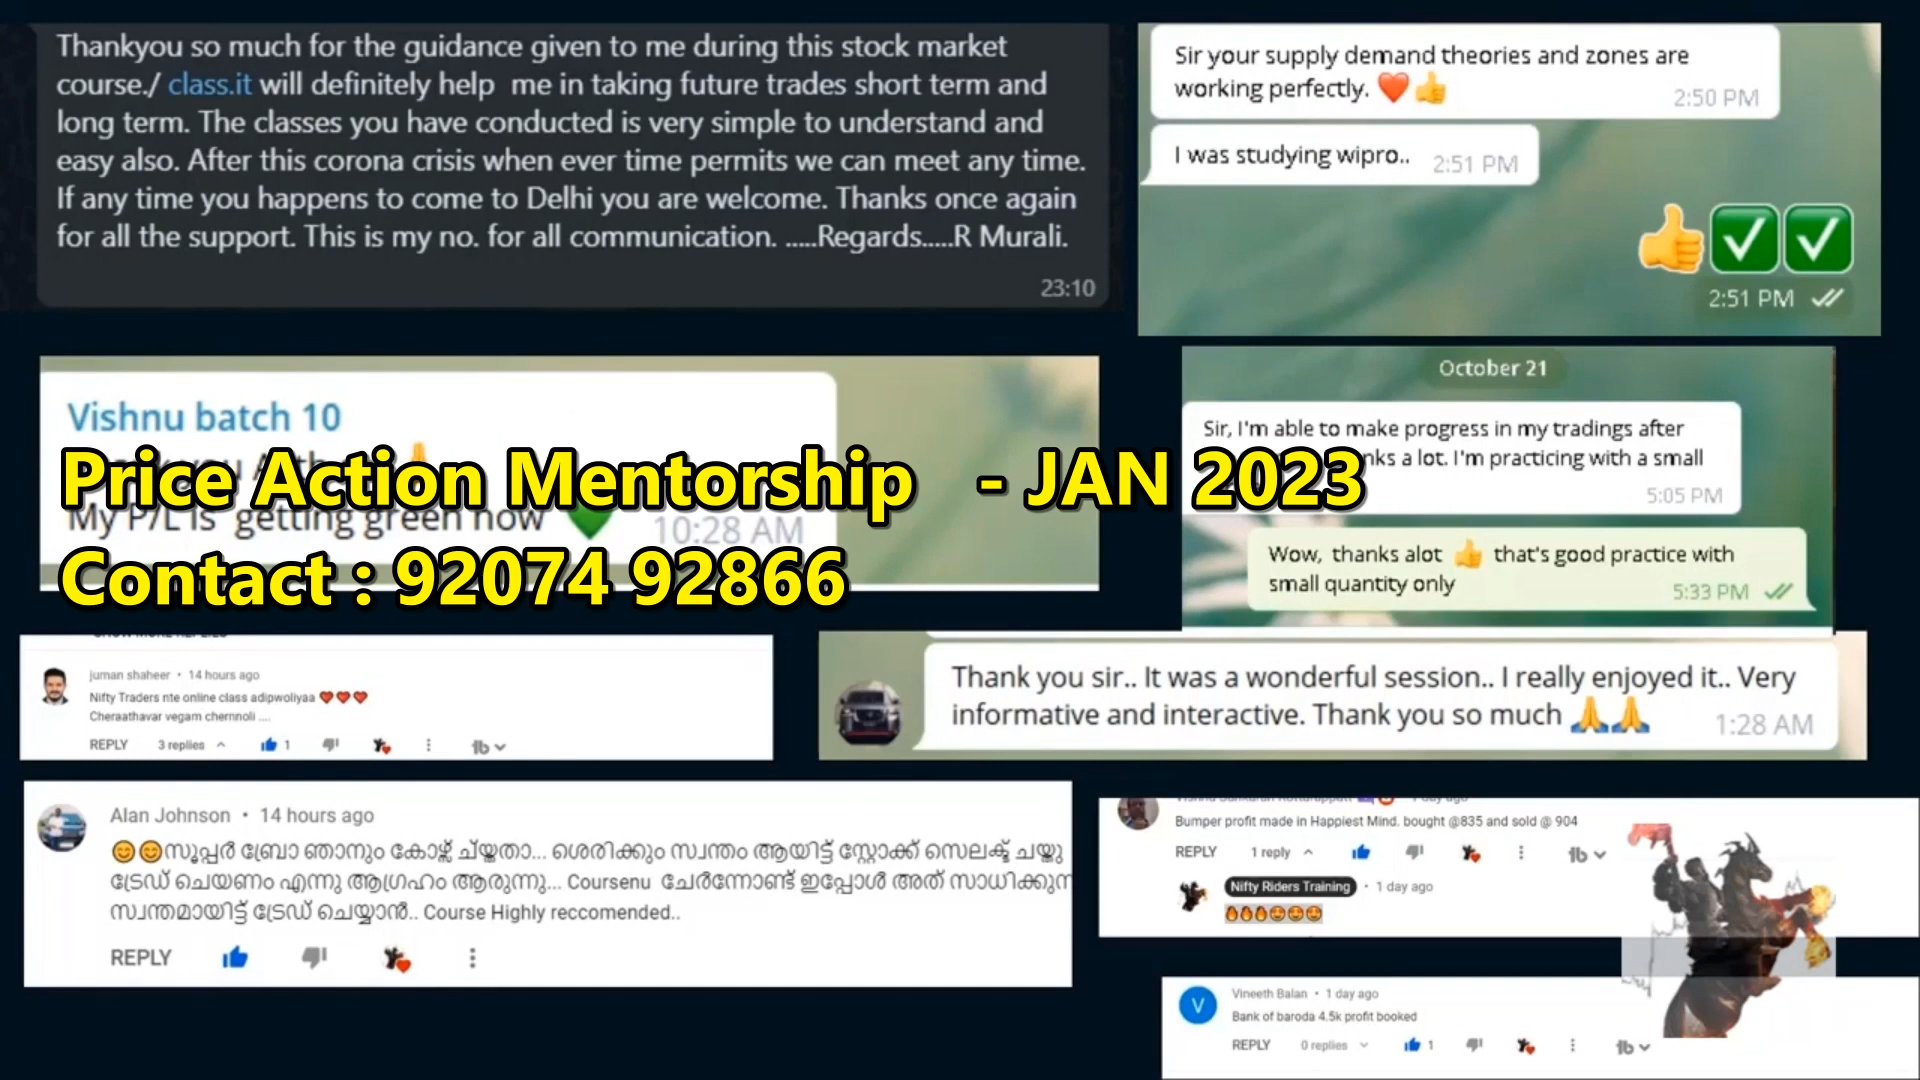 Thankyou so much for the guidance given to me during this stock market
course./ class.it will definitely help me in taking future trades short term and
long term. The classes you have conducted is very simple to understand and
easy also. After this corona crisis when ever time permits we can meet any time.
If any time you happens to come to Delhi you are welcome. Thanks once again
for all the support. This is my no. for all communication. .....Regards.....R Murali.
23:10
Sir your supply demand theories and zones are
working perfectly. ❤️👍
2:50 PM
I was studying wipro.. 2:51 PM
👍✅✅
2:51 PM
Vishnu batch 10
My P/L is getting green now 💚 10:28 AM
Price Action Mentorship - JAN 2023
Contact : 92074 92866
October 21
Sir, I'm able to make progress in my tradings after
a lot. I'm practicing with a small
5:05 PM
Wow, thanks alot 👍 that's good practice with
small quantity only
5:33 PM
juman shaheer • 14 hours ago
Nifty Traders nte online class adipwoliyaa ❤️❤️❤️
Cheraathavar vegam chernnoli ....
REPLY 3 replies 1
Thank you sir.. It was a wonderful session.. I really enjoyed it.. Very
informative and interactive. Thank you so much 🙏🙏 1:28 AM
Alan Johnson • 14 hours ago
😊😊സൂപ്പർ ബ്രോ ഞാനും കോഴ്സ് ച്യ്തതാ... ശെരിക്കും സ്വന്തം ആയിട്ട് സ്റ്റോക്ക് സെലക്ട് ചയ്തു
ട്രേഡ് ചെയണം എന്നു ആഗ്രഹം ആരുന്നു... Coursenu ചേർന്നോണ്ട് ഇപ്പോൾ അത് സാധിക്കുന
സ്വന്തമായിട്ട് ട്രേഡ് ചെയ്യാൻ.. Course Highly reccomended..
REPLY
Bumper profit made in Happiest Mind. bought @835 and sold @ 904
REPLY 1 reply
Nifty Riders Training • 1 day ago
🔥🔥🔥😍😍😍
V
Vineeth Balan • 1 day ago
Bank of baroda 4.5k profit booked
REPLY 0 replies 1